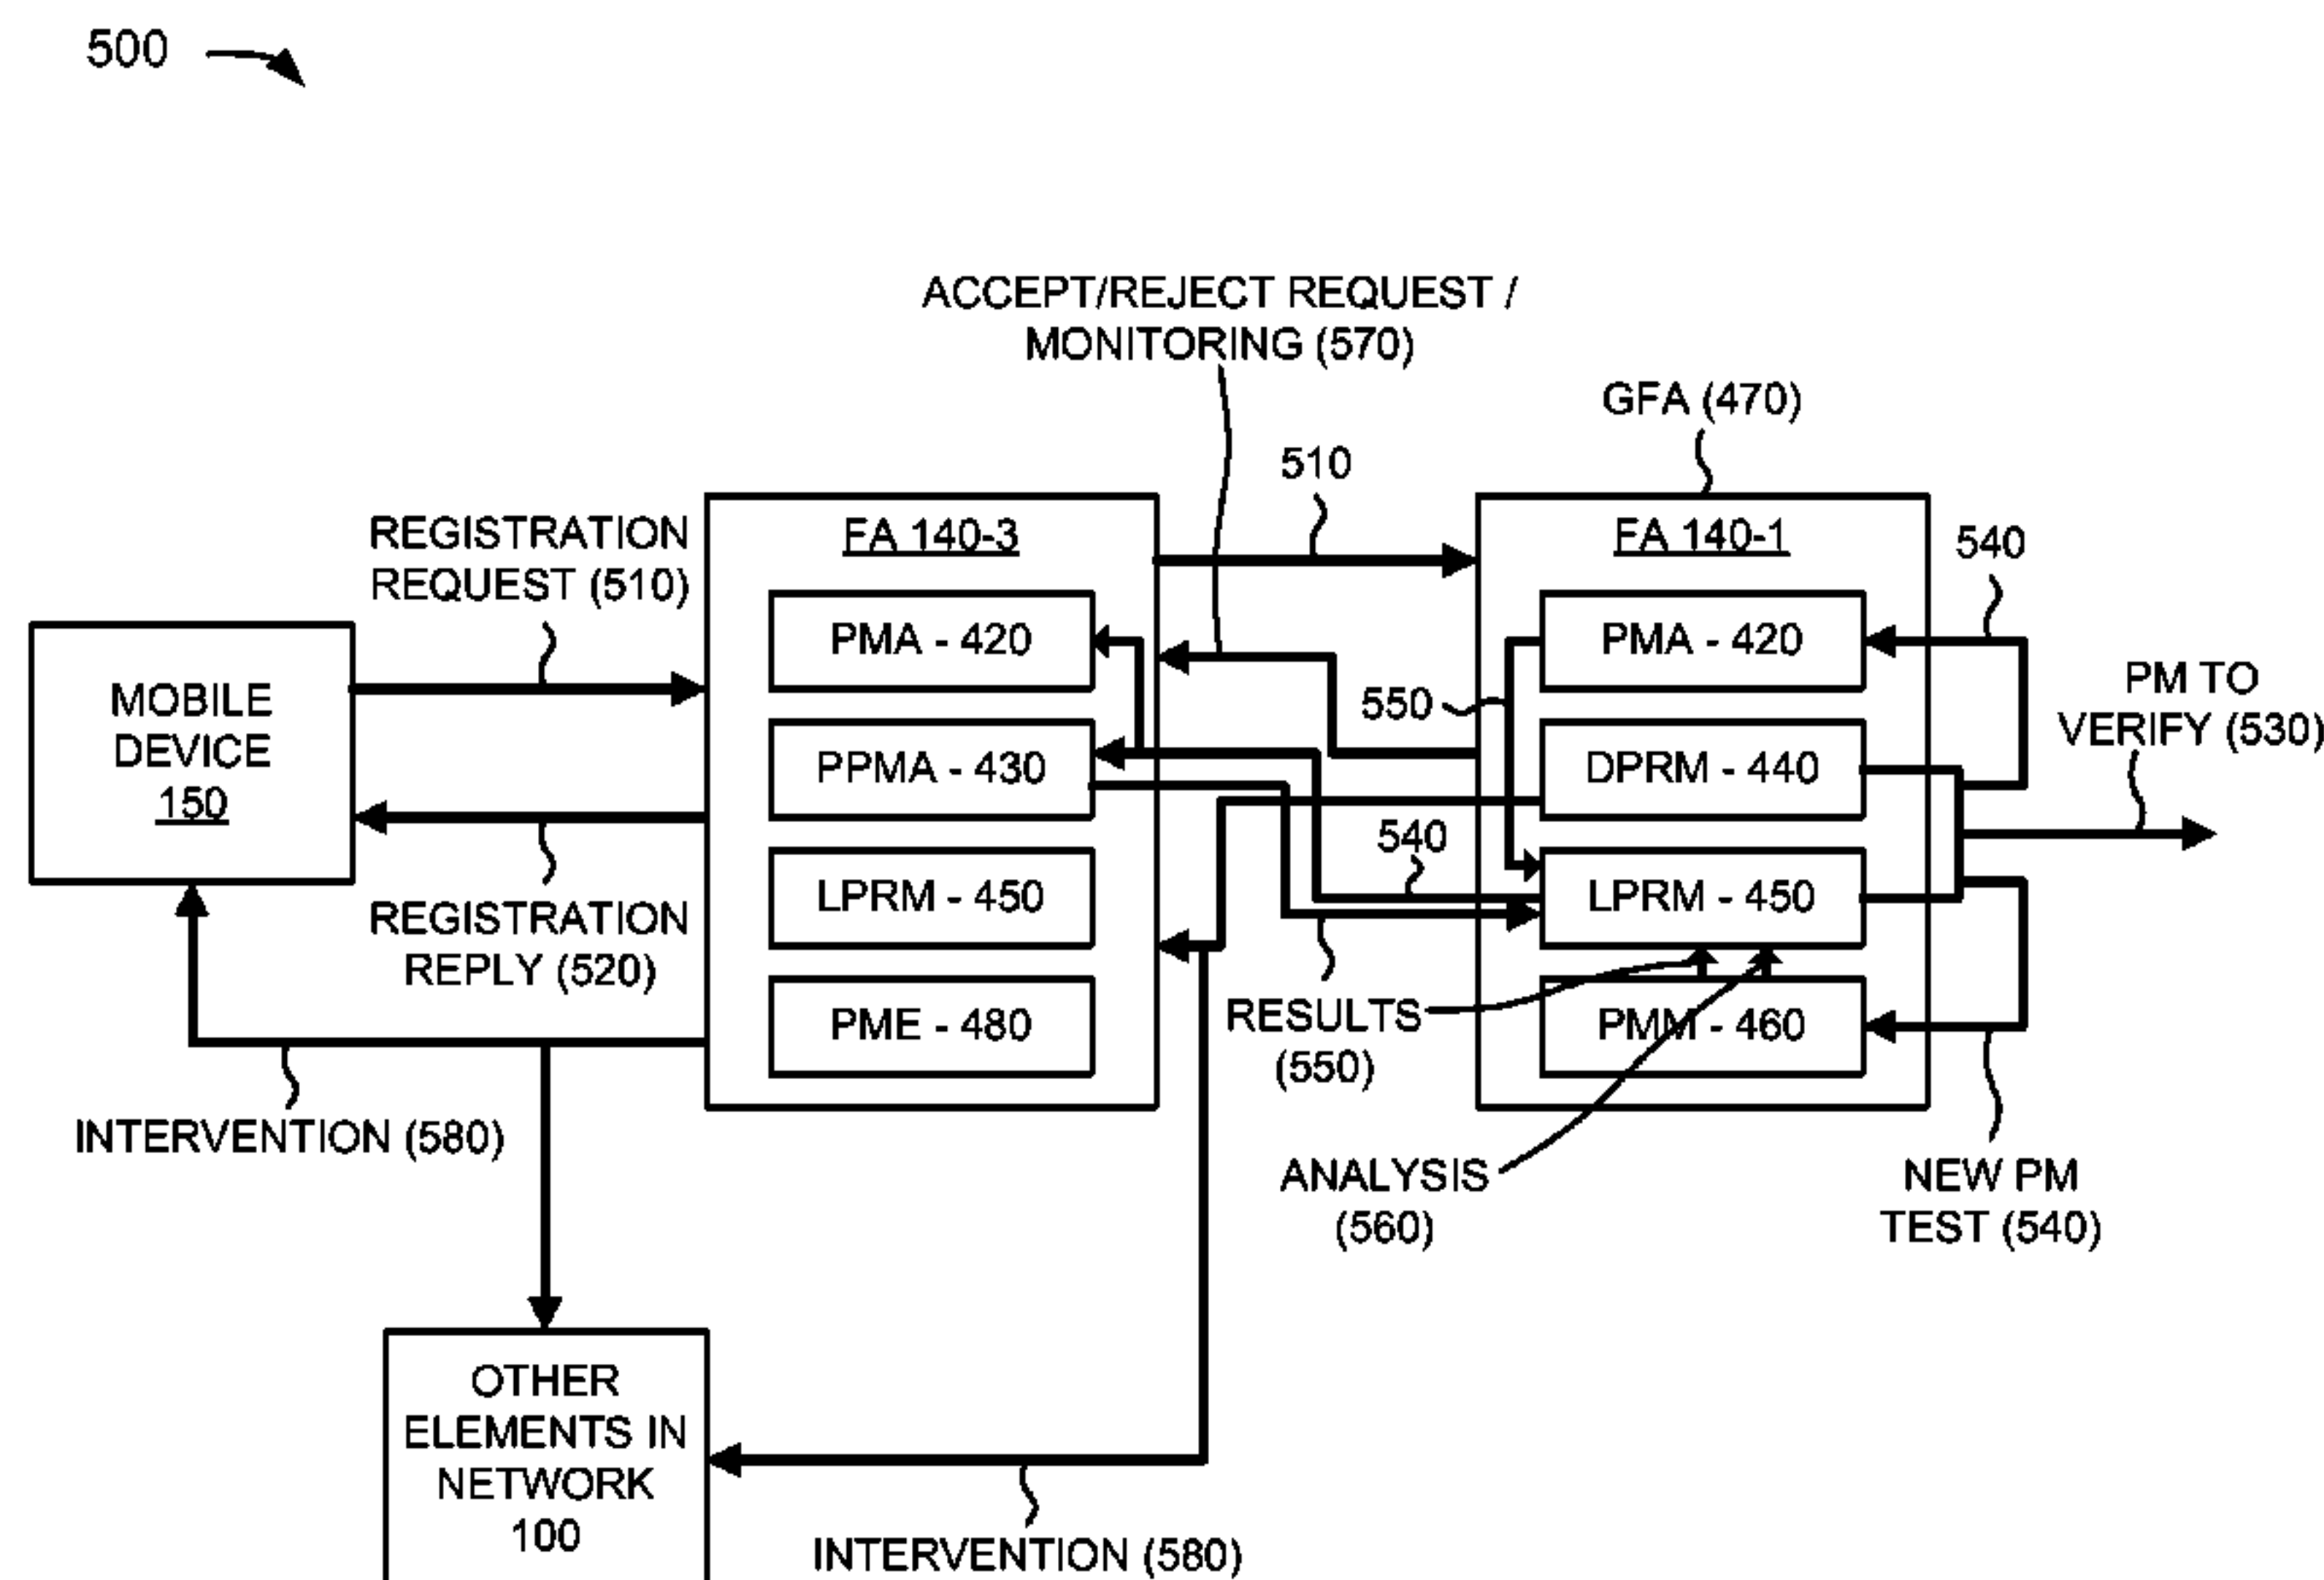 500
ACCEPT/REJECT REQUEST /
MONITORING (570)
GFA (470)
510
REGISTRATION
REQUEST (510)
FA 140-3
FA 140-1
540
PMA - 420
PMA - 420
MOBILE
DEVICE
150
550
PM TO
VERIFY (530)
PPMA - 430
DPRM - 440
540
LPRM - 450
LPRM - 450
REGISTRATION
REPLY (520)
PME - 480
RESULTS
(550)
PMM - 460
INTERVENTION (580)
ANALYSIS
(560)
NEW PM
TEST (540)
OTHER
ELEMENTS IN
NETWORK
100
INTERVENTION (580)